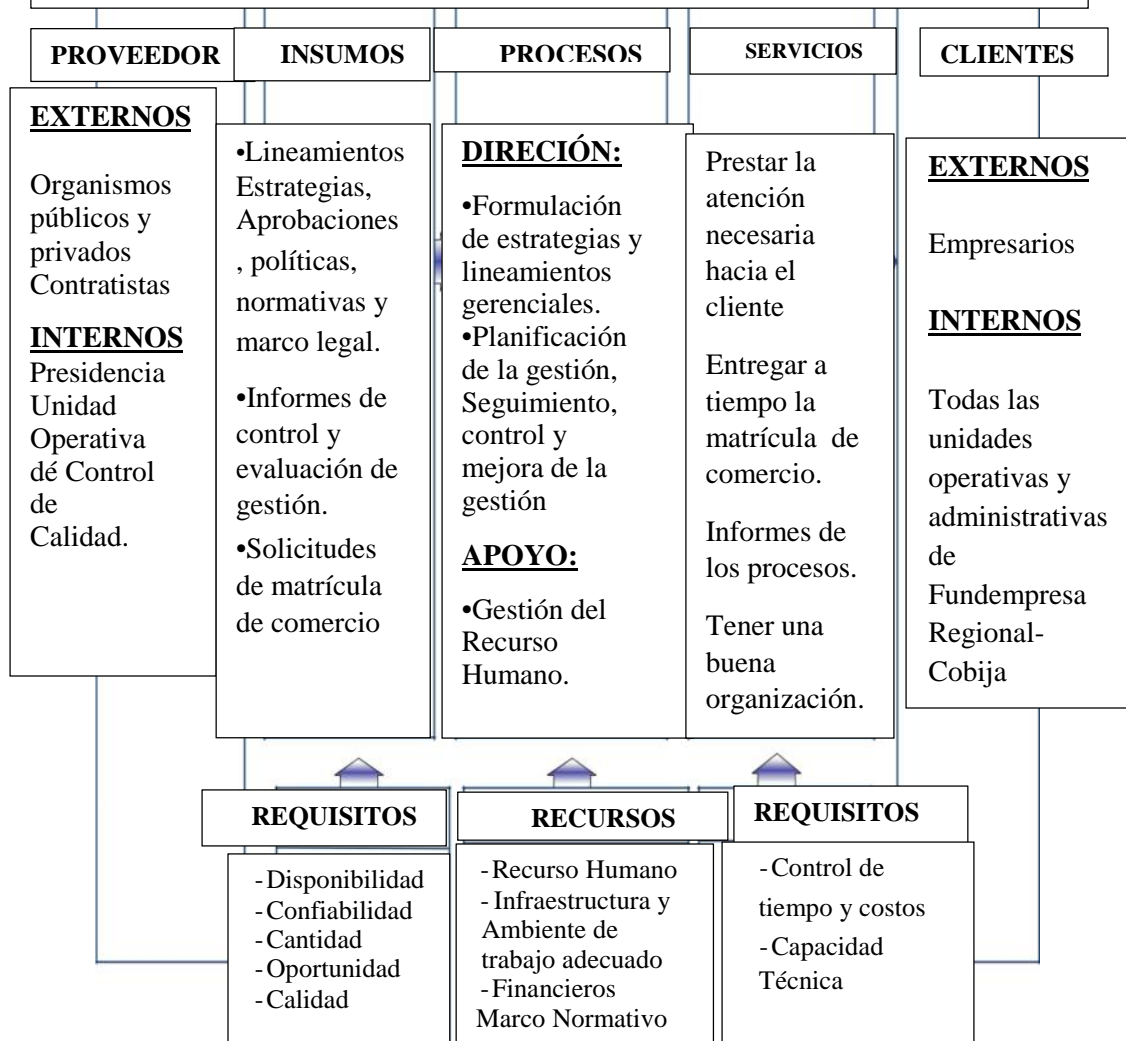 PROVEEDOR
INSUMOS
PROCESOS
SERVICIOS
CLIENTES
EXTERNOS
Organismos
públicos y
privados
Contratistas
INTERNOS
Presidencia
Unidad
Operativa
dé Control
de
Calidad.
•Lineamientos
Estrategias,
Aprobaciones
, políticas,
normativas y
marco legal.
•Informes de
control y
evaluación de
gestión.
•Solicitudes
de matrícula
de comercio
DIRECIÓN:
•Formulación
de estrategias y
lineamientos
gerenciales.
•Planificación
de la gestión,
Seguimiento,
control y
mejora de la
gestión
APOYO:
•Gestión del
Recurso
Humano.
Prestar la
atención
necesaria
hacia el
cliente
Entregar a
tiempo la
matrícula de
comercio.
Informes de
los procesos.
Tener una
buena
organización.
EXTERNOS
Empresarios
INTERNOS
Todas las
unidades
operativas y
administrativas
de
Fundempresa
Regional-
Cobija
REQUISITOS
-Disponibilidad
-Confiabilidad
-Cantidad
-Oportunidad
-Calidad
RECURSOS
-Recurso Humano
-Infraestructura y
Ambiente de
trabajo adecuado
-Financieros
Marco Normativo
REQUISITOS
-Control de
tiempo y costos
-Capacidad
Técnica